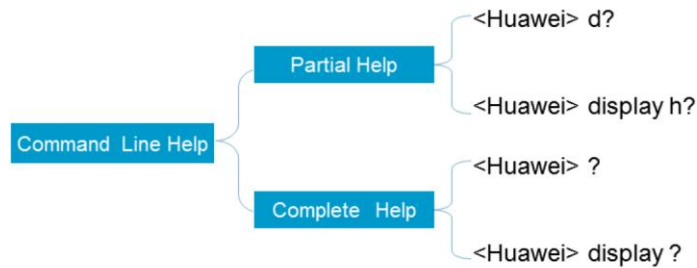 <Huawei> d?
Partial Help
<Huawei> display h?
Command Line Help
<Huawei> ?
Complete Help
<Huawei> display ?